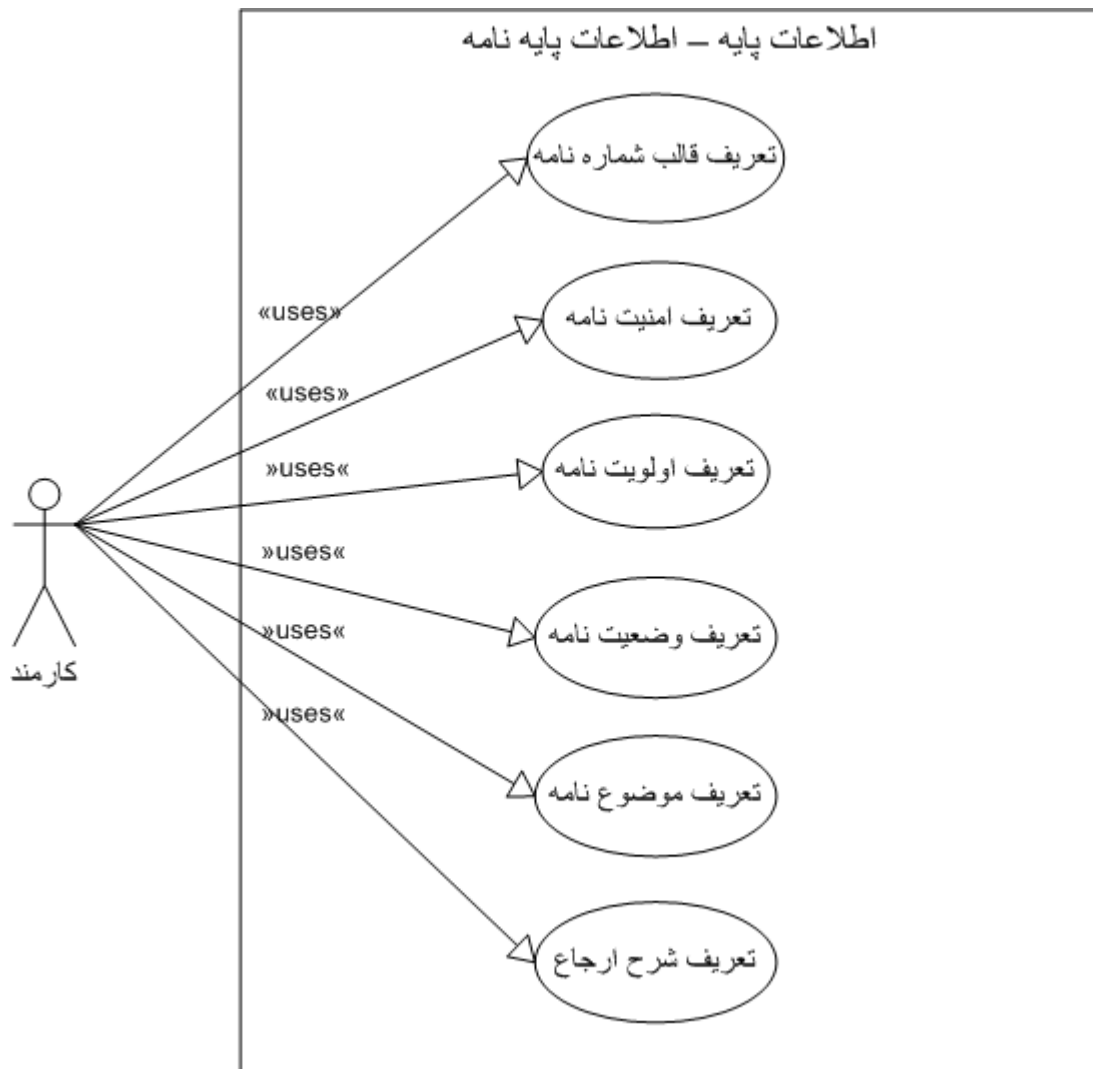 اطلاعات پایه – اطلاعات پایه نامه
تعریف قالب شماره نامه
«uses»
تعریف امنیت نامه
«uses»
تعریف اولویت نامه
»uses«
تعریف وضعیت نامه
»uses«
تعریف موضوع نامه
»uses«
کارمند
تعریف شرح ارجاع
»uses«